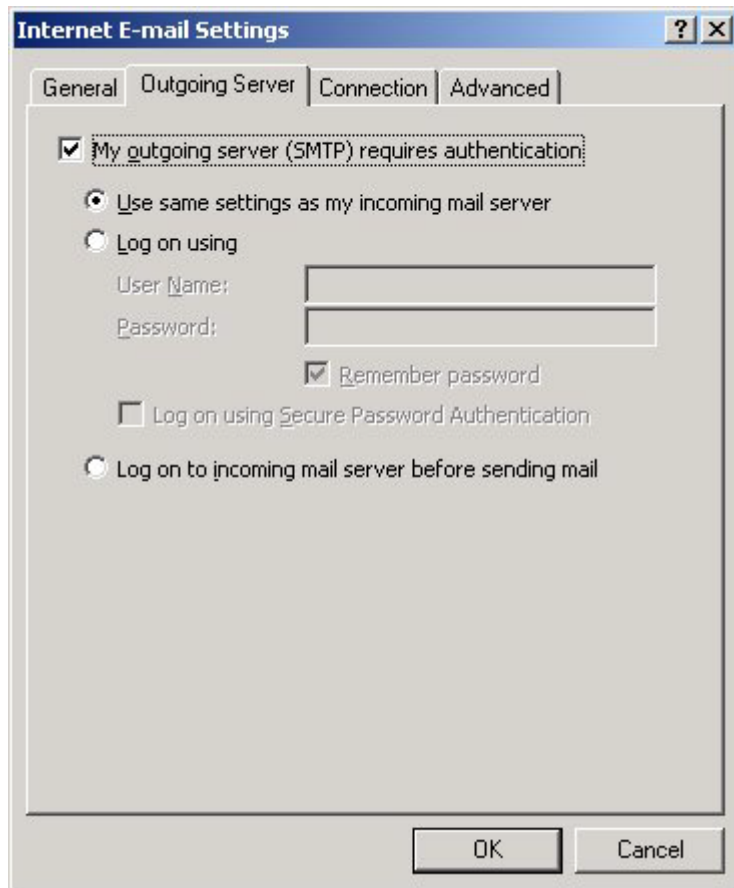 Internet E-mail Settings
General Outgoing Server Connection Advanced
My outgoing server (SMTP) requires authentication
Use same settings as my incoming mail server
Log on using
User Name:
Password:
Remember password
Log on using Secure Password Authentication
Log on to incoming mail server before sending mail
OK Cancel